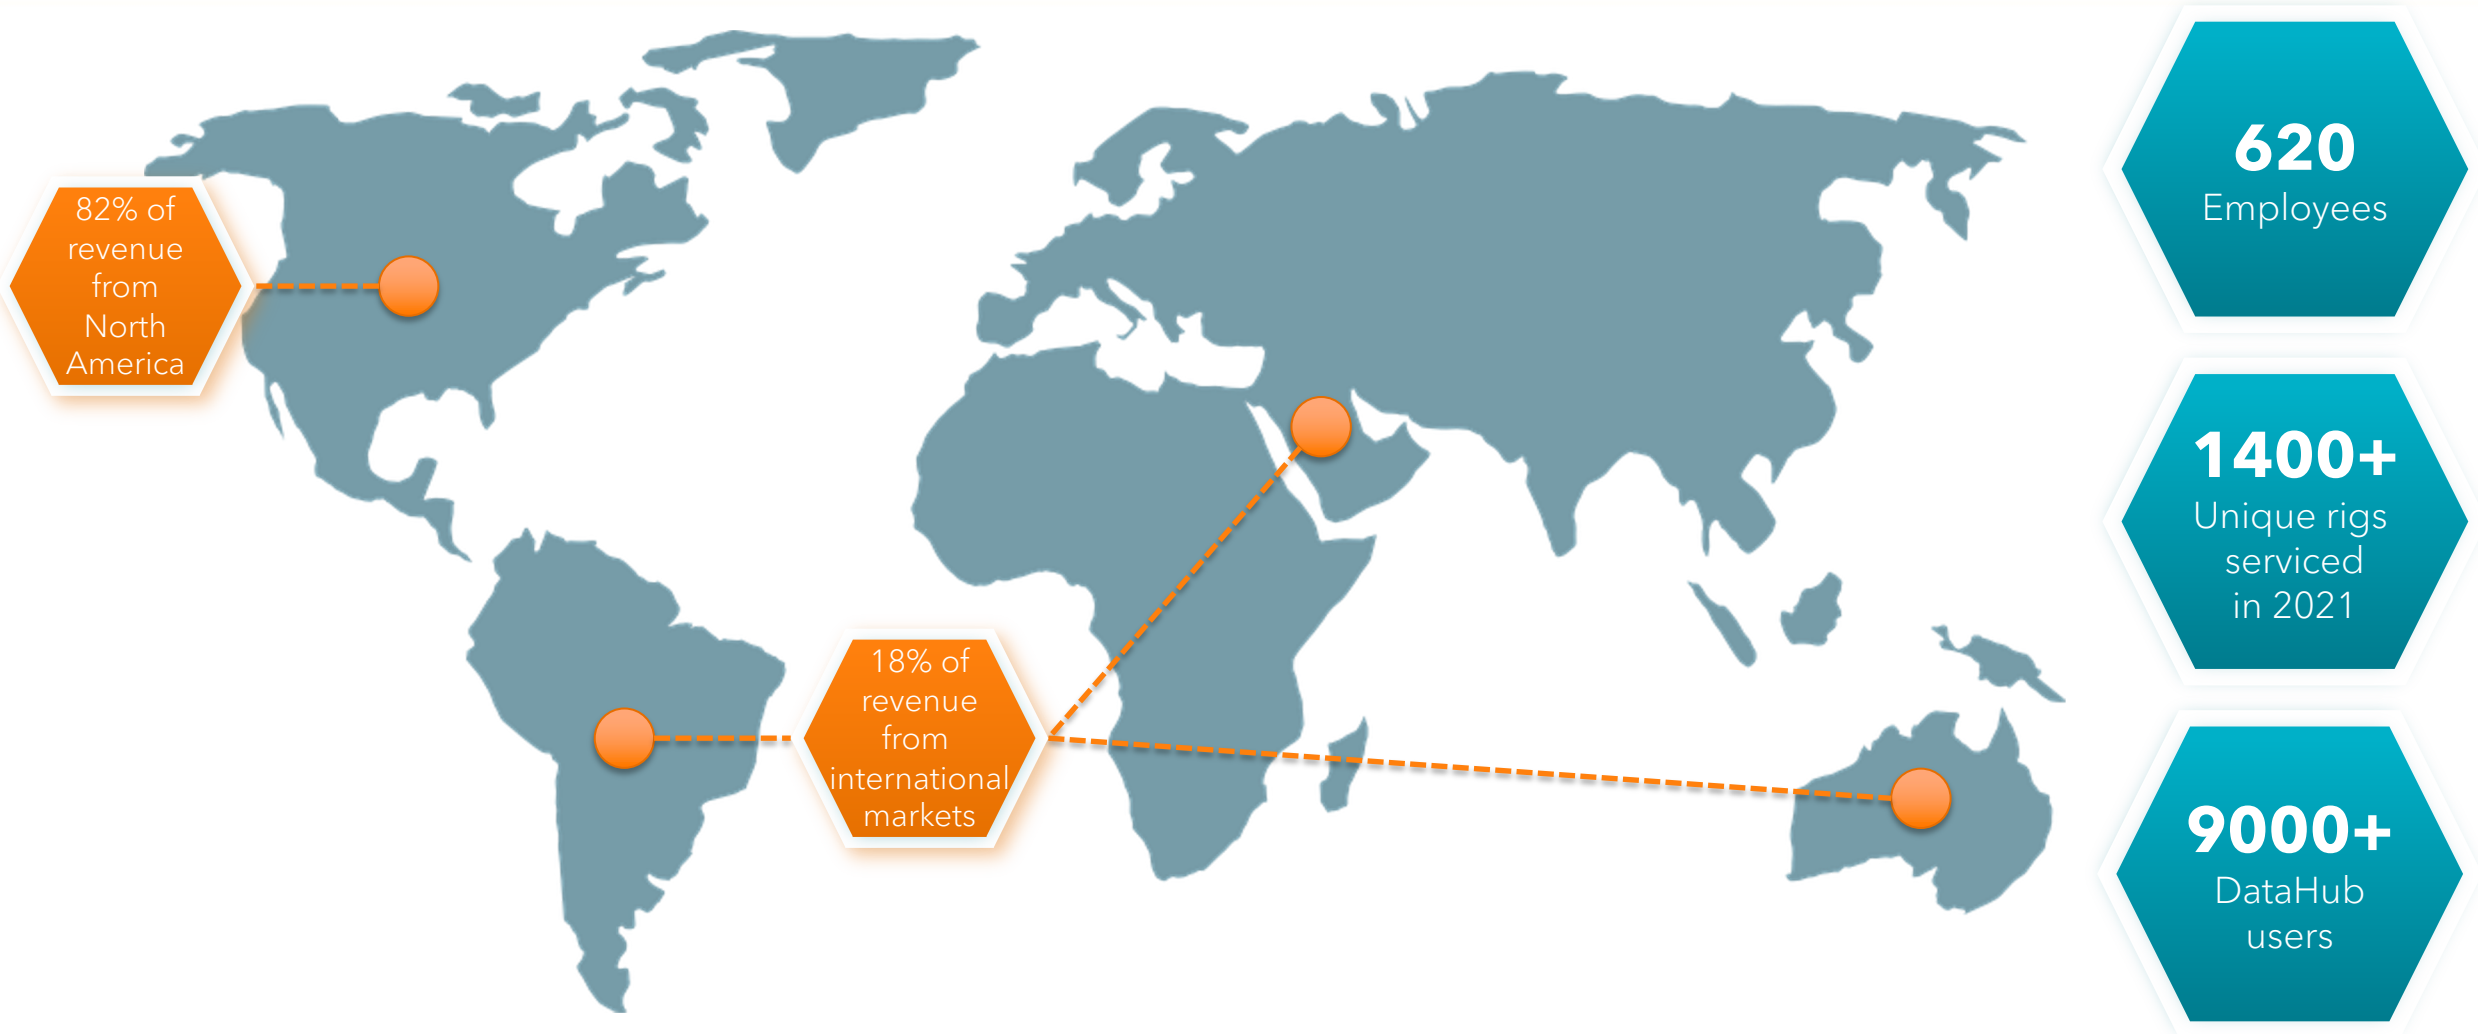 82% of
revenue
from
North
America
18% of
revenue
from
international
markets
620
Employees
1400+
Unique rigs
serviced
in 2021
9000+
DataHub
users